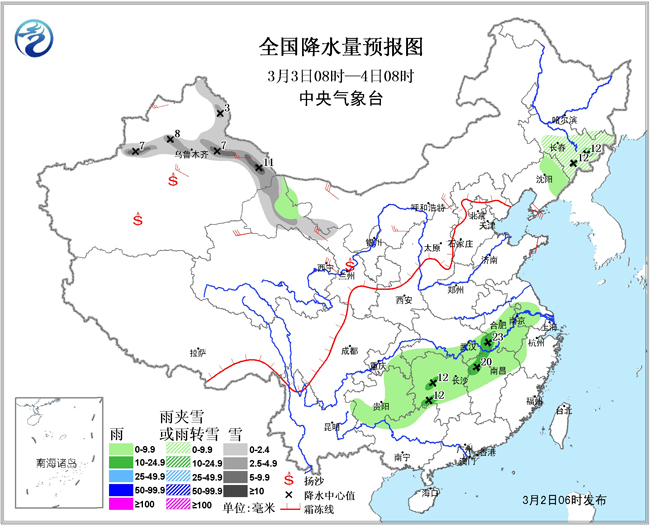 全国降水量预报图
3月3日08时—4日08时
中央气象台
3
8
7
7
11
乌鲁木齐
哈尔滨
长春
12
12
沈阳
呼和浩特
北京
天津
银川
太原
石家庄
济南
西宁
兰州
郑州
西安
拉萨
成都
合肥
南京
上海
武汉
23
杭州
重庆
20
南昌
12
长沙
12
贵阳
福州
昆明
台北
南宁
广州
香港
澳门
海口
南海诸岛
雨
雨夹雪
或雨转雪
雪
0-9.9 0-9.9 0-2.4
10-24.9 10-24.9 2.5-4.9
25-49.9 25-49.9 5-9.9
50-99.9 50-99.9 ≥10
≥100 ≥100 单位:毫米
扬沙
降水中心值
霜冻线
3月2日06时发布